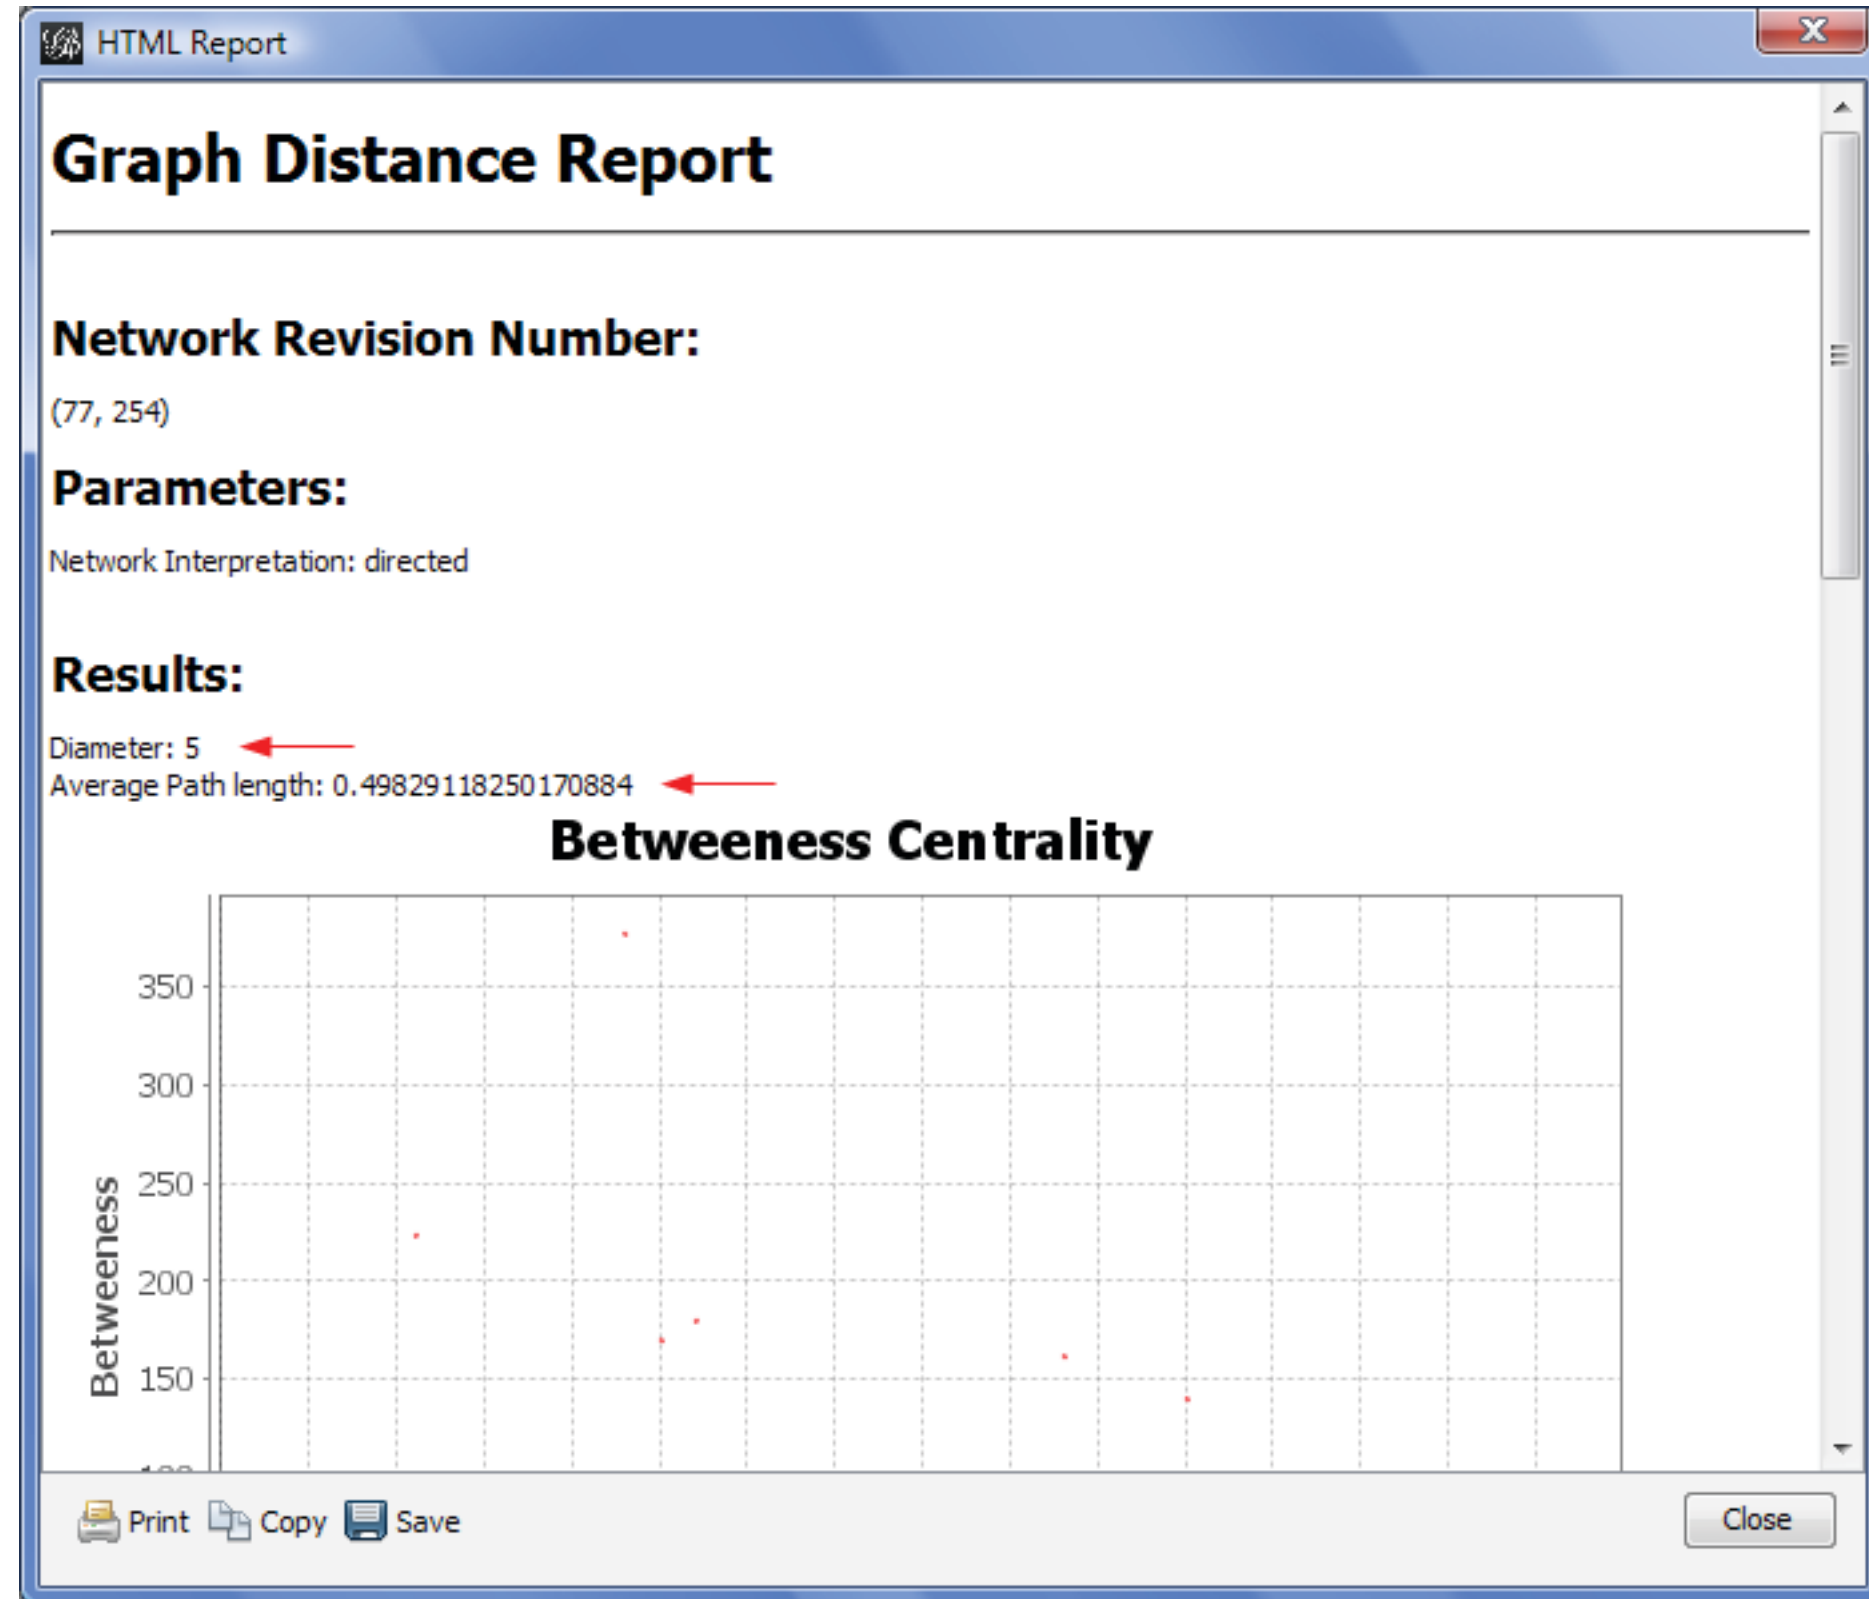 HTML Report
Graph Distance Report
Network Revision Number:
(77, 254)
Parameters:
Network Interpretation: directed
Results:
Diameter: 5
Average Path length: 0.49829118250170884
Betweeness Centrality
350
300
250
200
150
Betweeness
Print Copy Save
Close